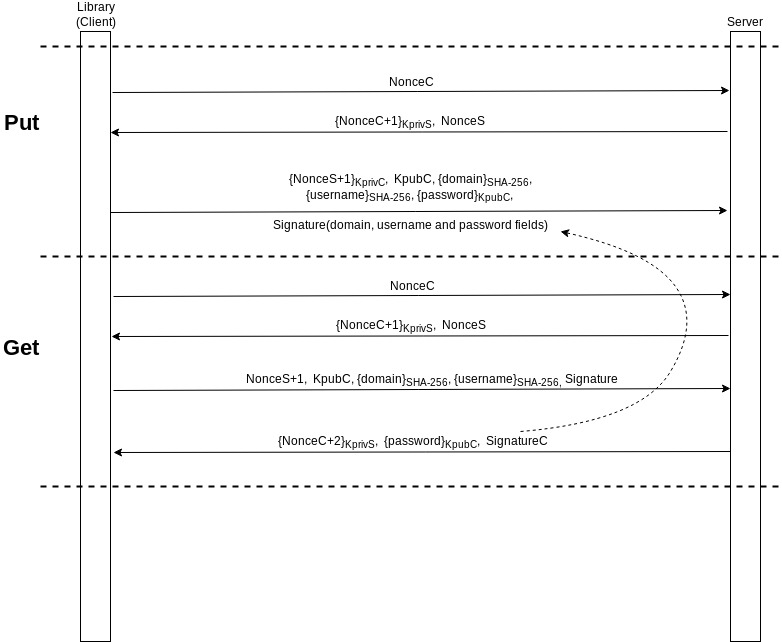 Library
(Client)
Server
NonceC
Put
{NonceC+1}KprivS, NonceS
{NonceS+1}KprivC, KpubC, {domain}SHA-256,
{username}SHA-256, {password}KpubC,
Signature(domain, username and password fields)
NonceC
{NonceC+1}KprivS, NonceS
Get
NonceS+1, KpubC, {domain}SHA-256, {username}SHA-256, Signature
{NonceC+2}KprivS, {password}KpubC, SignatureC